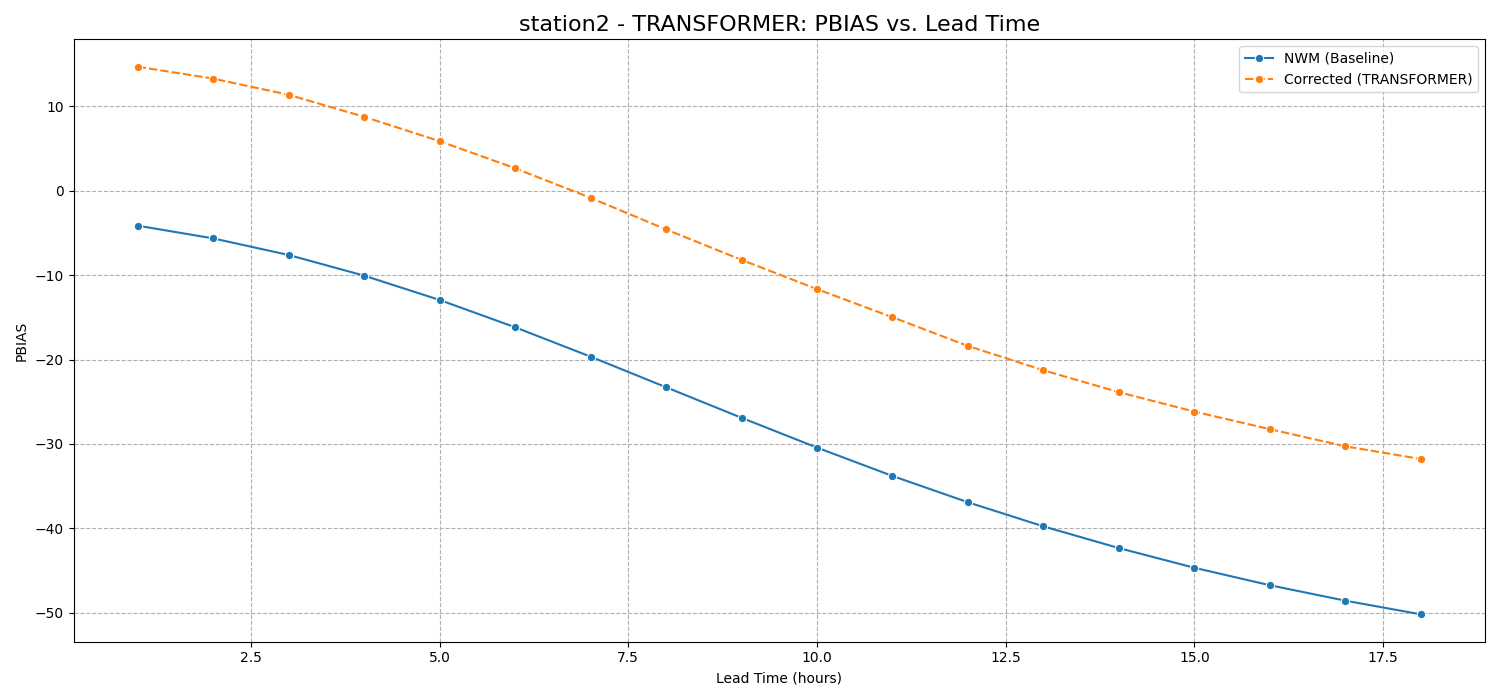 station2 - TRANSFORMER: PBIAS vs. Lead Time
NWM (Baseline)
Corrected (TRANSFORMER)
PBIAS
10
0
−10
−20
−30
−40
−50
2.5 5.0 7.5 10.0 12.5 15.0 17.5
Lead Time (hours)